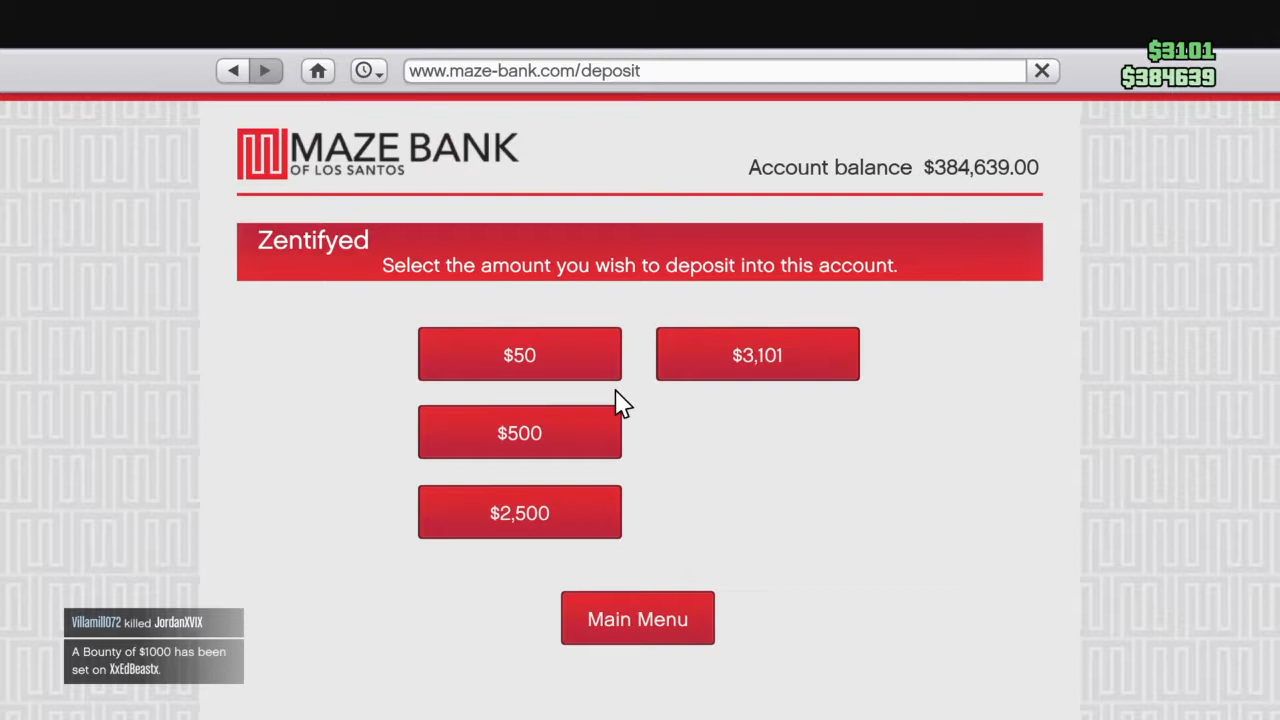 $3101
www.maze-bank.com/deposit
$384639
MAZE BANK
OF LOS SANTOS
Account balance $384,639.00
Zentifyed
Select the amount you wish to deposit into this account.
$50
$3,101
$500
$2,500
Main Menu
Villamill072 killed JordanXVIX
A Bounty of $1000 has been
set on XxEdBeastx.